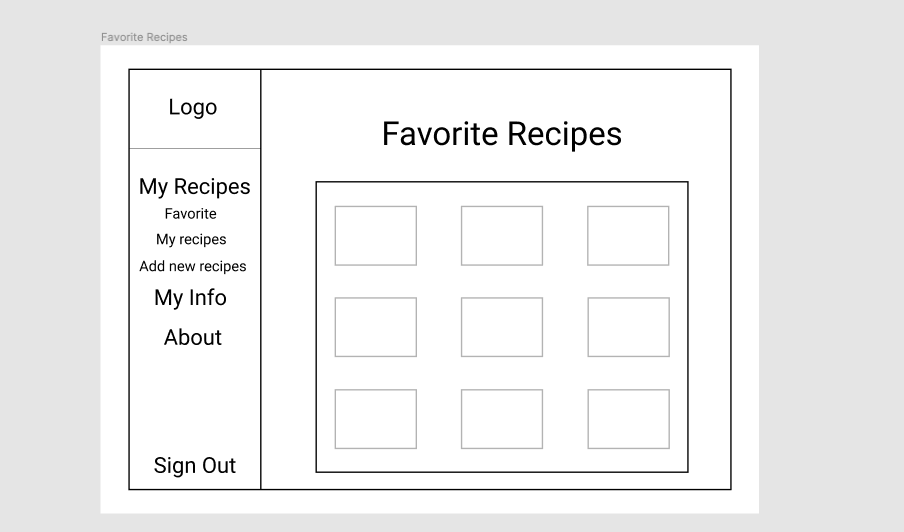 Favorite Recipes
Logo
My Recipes
Favorite
My recipes
Add new recipes
My Info
About
Sign Out
Favorite Recipes